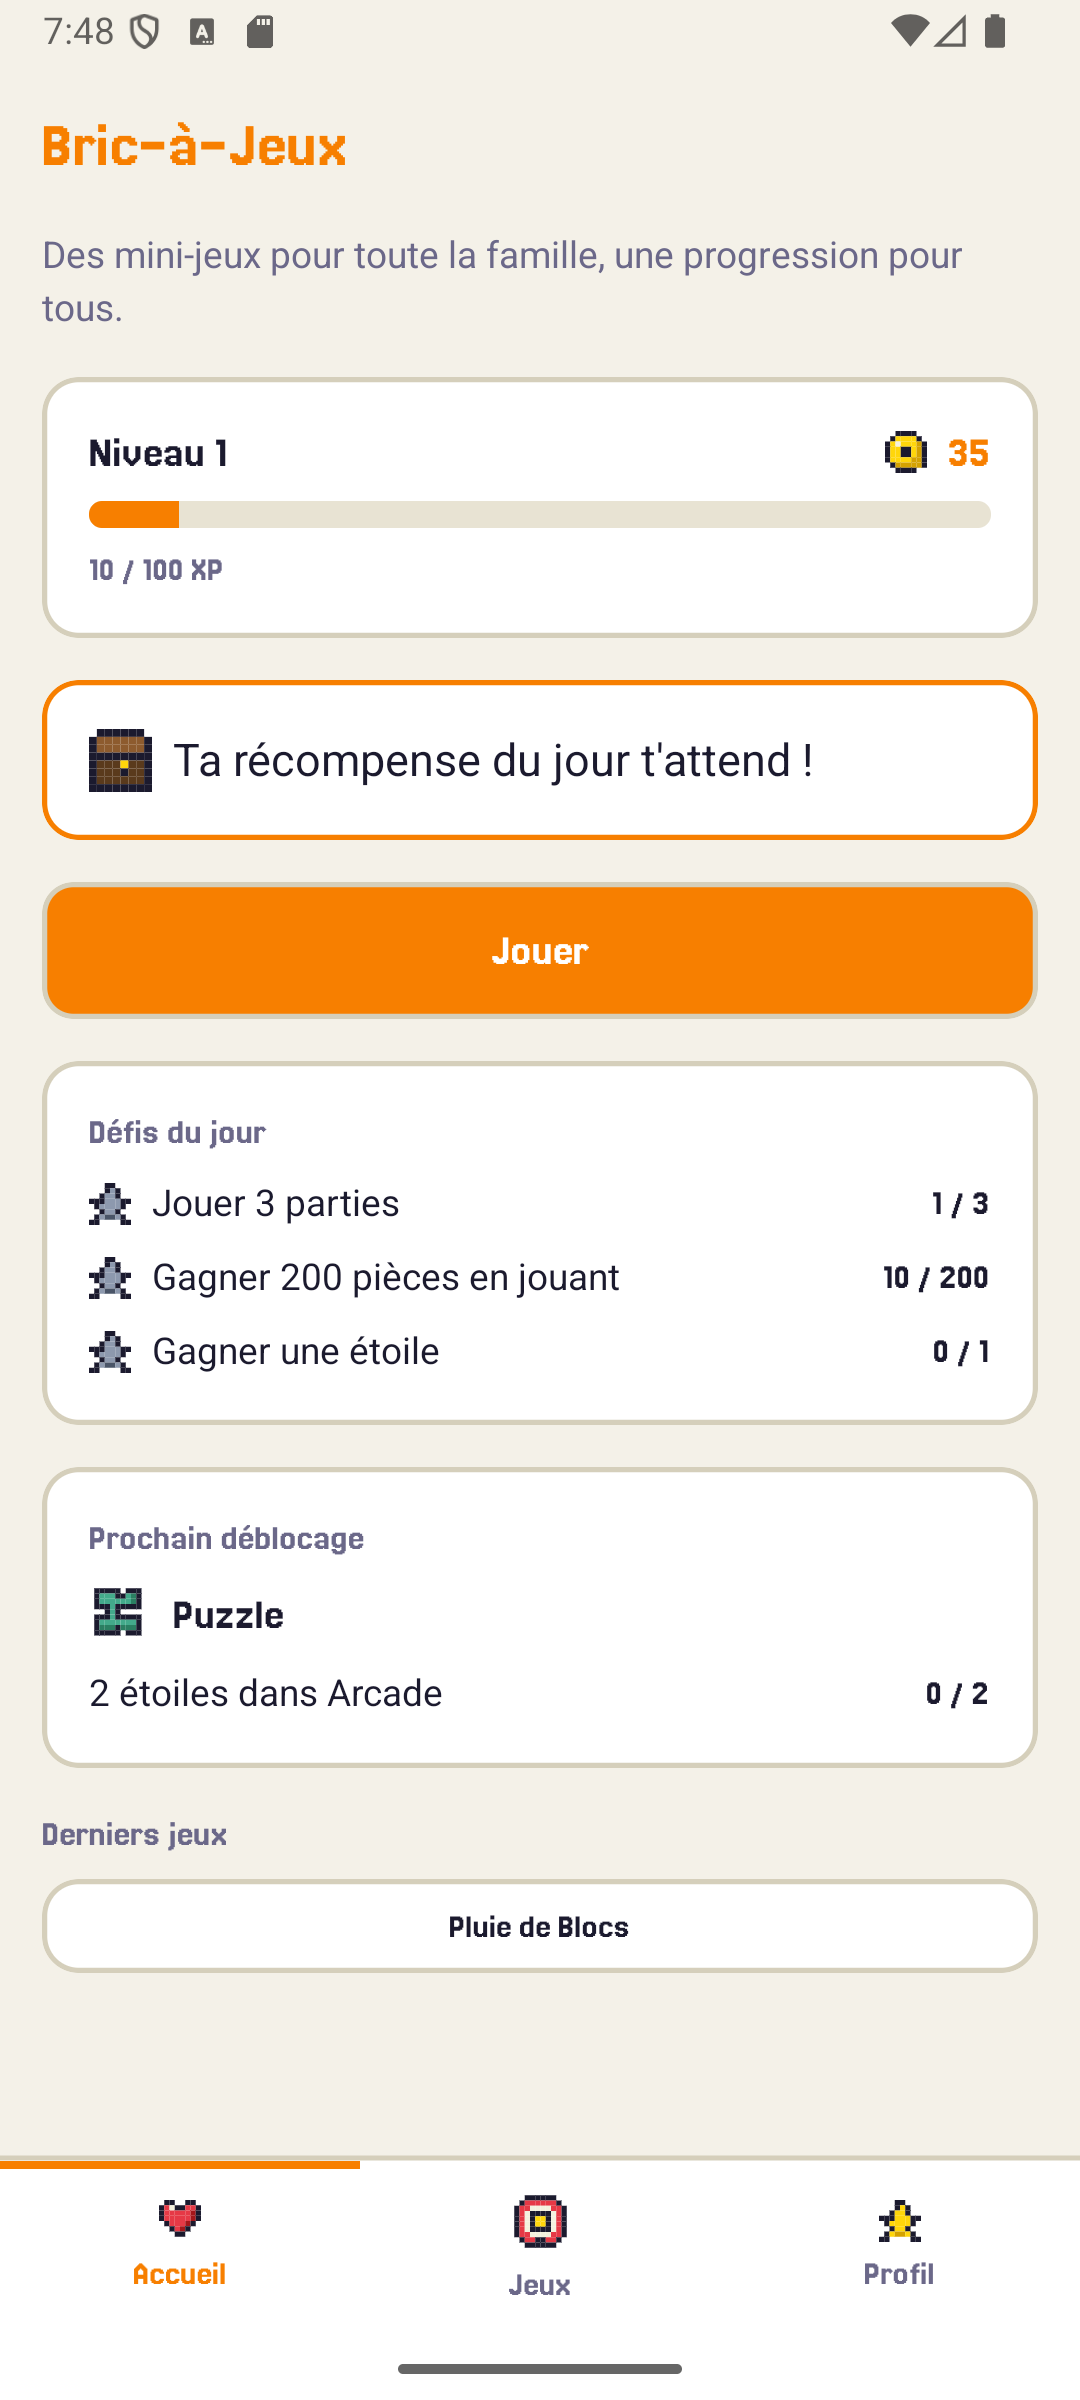 7:48
Bric-à-Jeux
Des mini-jeux pour toute la famille, une progression pour
tous.
Niveau 1
35
10 / 100 XP
Ta récompense du jour t'attend !
Jouer
Défis du jour
Jouer 3 parties
1 / 3
Gagner 200 pièces en jouant
10 / 200
Gagner une étoile
0 / 1
Prochain déblocage
Puzzle
2 étoiles dans Arcade
0 / 2
Derniers jeux
Pluie de Blocs
Accueil
Jeux
Profil